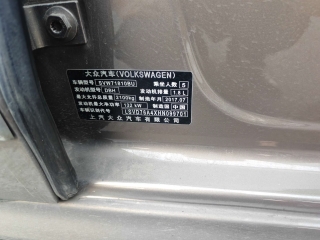 大众汽车(VOLKSWAGEN)
车辆型号 SVW71810BU 乘坐人数 5
发动机型号 DBH 发动机排量 1.8 L
最大允许总质量 2100kg 制造年月 2017.07
发动机最大净功率 132 kW 制造国 中国
车辆识别代号
上汽大众汽车有限公司